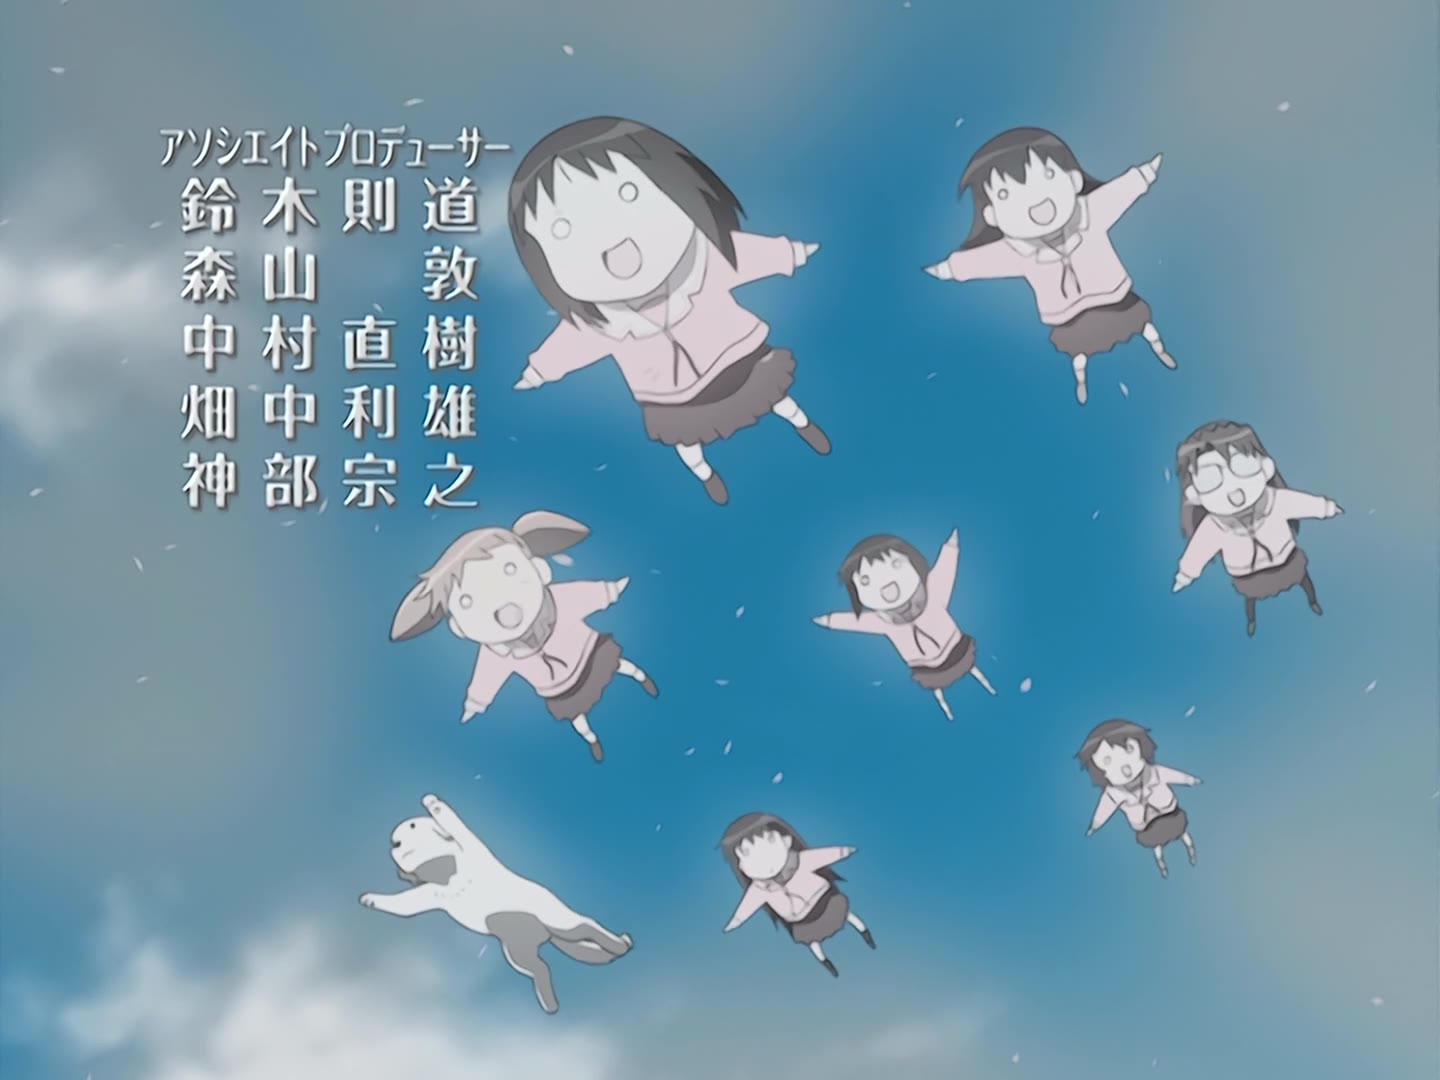 アソシエイトプロデューサー
鈴木則道
森山 敦
中村直樹
畑中利雄
神部宗之